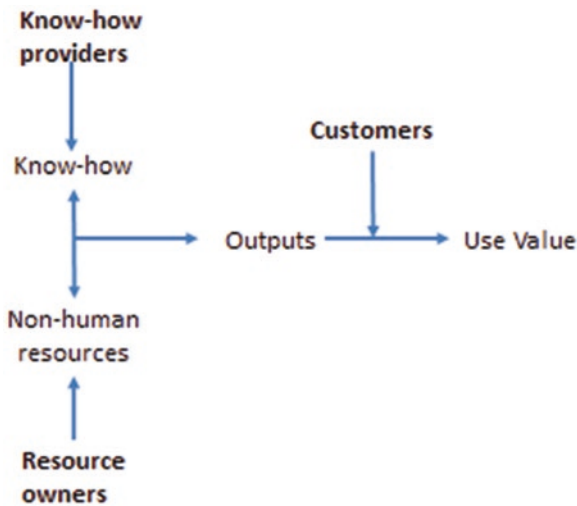 Know-how
providers
Customers
Know-how
Outputs
Use Value
Non-human
resources
Resource
owners